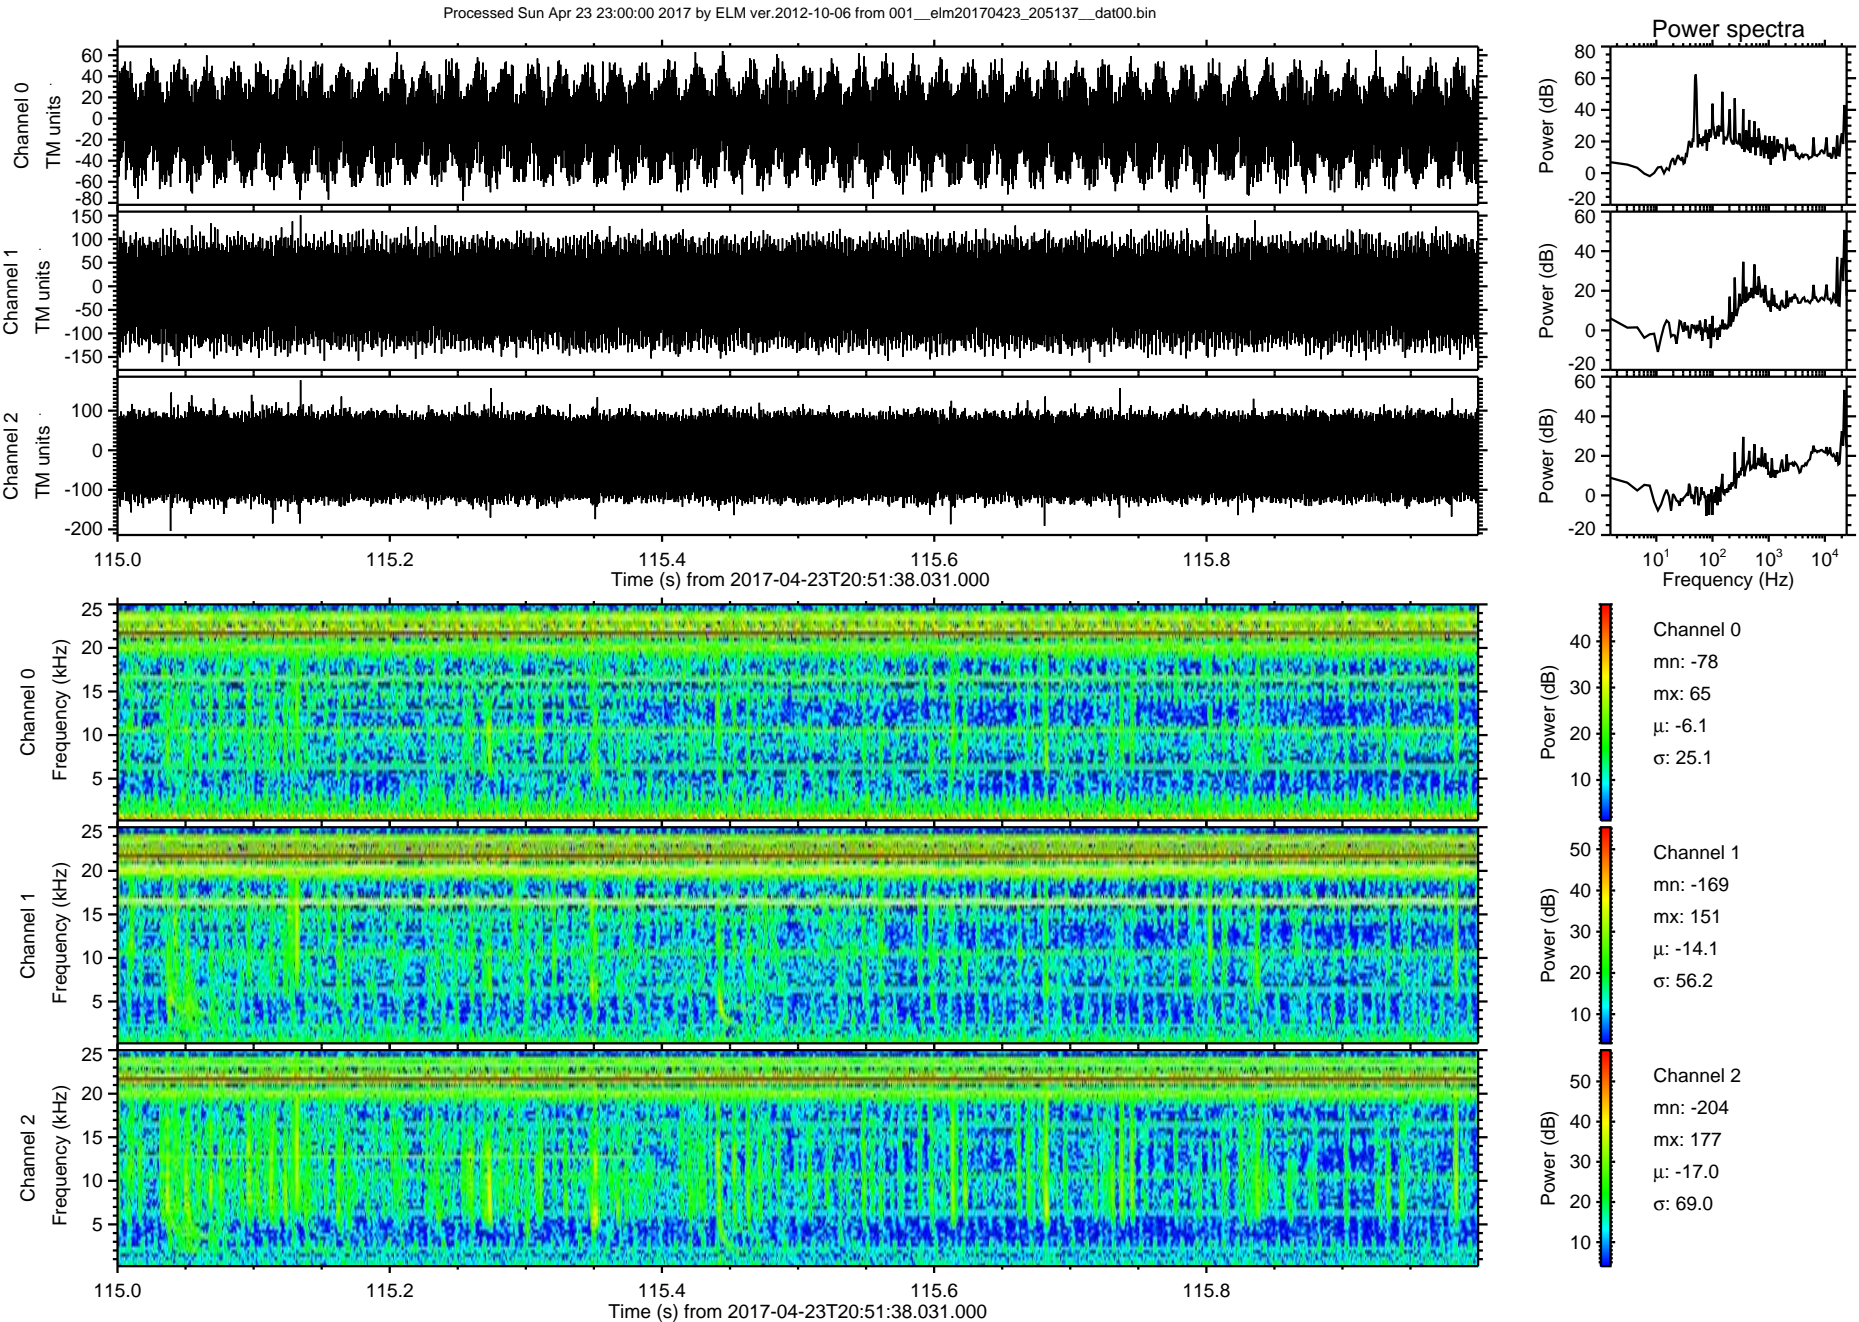 Processed Sun Apr 23 23:00:00 2017 by ELM ver.2012-10-06 from 001__elm20170423_205137__dat00.bin
Power spectra
Channel 0
TM units
60
40
20
0
-20
-40
-60
-80
Power (dB)
80
60
40
20
0
-20
Channel 1
TM units
150
100
50
0
-50
-100
-150
Power (dB)
60
40
20
0
-20
Channel 2
TM units
100
0
-100
-200
Power (dB)
60
40
20
0
-20
115.0 115.2 115.4 115.6 115.8
Time (s) from 2017-04-23T20:51:38.031.000
10^1 10^2 10^3 10^4
Frequency (Hz)
Channel 0
Frequency (kHz)
25
20
15
10
5
Power (dB)
40
30
20
10
Channel 0
mn: -78
mx: 65
μ: -6.1
σ: 25.1
Channel 1
Frequency (kHz)
25
20
15
10
5
Power (dB)
50
40
30
20
10
Channel 1
mn: -169
mx: 151
μ: -14.1
σ: 56.2
Channel 2
Frequency (kHz)
25
20
15
10
5
Power (dB)
50
40
30
20
10
Channel 2
mn: -204
mx: 177
μ: -17.0
σ: 69.0
115.0 115.2 115.4 115.6 115.8
Time (s) from 2017-04-23T20:51:38.031.000